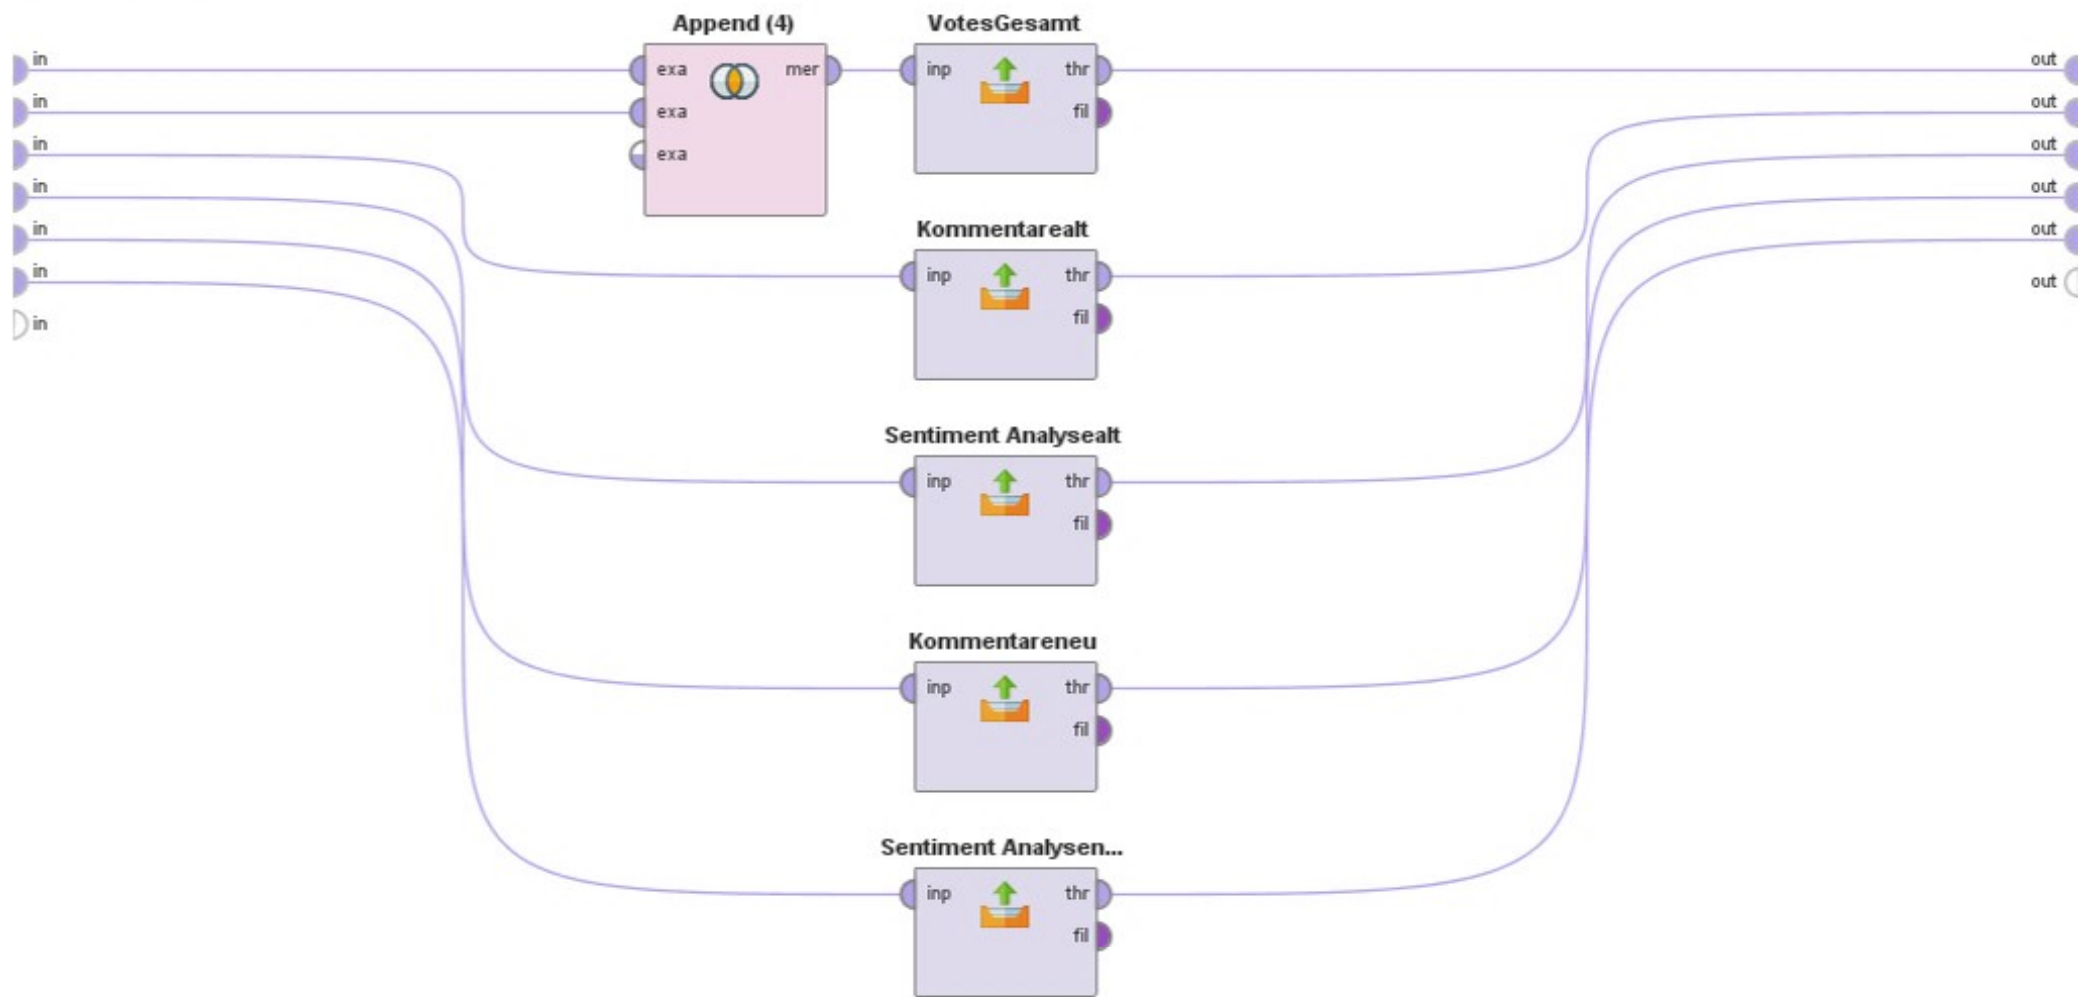 Append (4)
VotesGesamt
in
exa
mer
inp
thr
out
in
exa
fil
out
in
exa
out
in
out
Kommentarealt
in
out
in
inp
thr
out
in
fil
Sentiment Analysealt
inp
thr
fil
Kommentareneu
inp
thr
fil
Sentiment Analysen...
inp
thr
fil